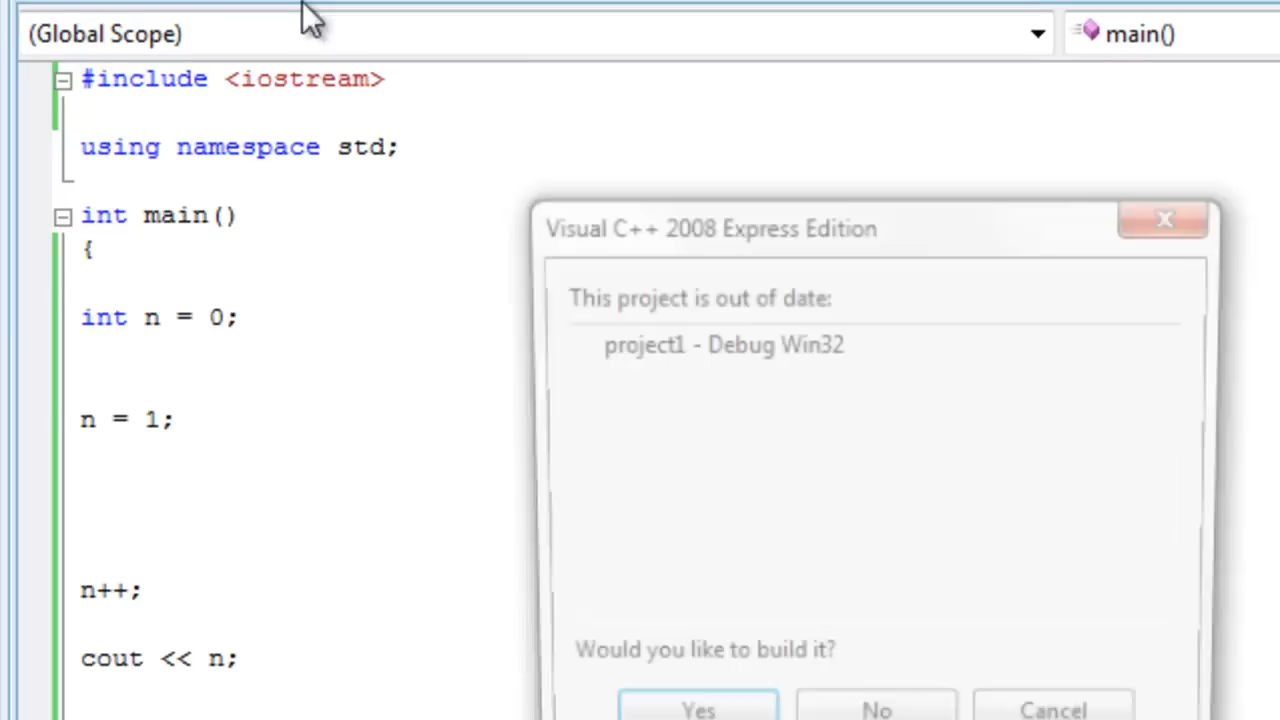 (Global Scope)
main()
#include <iostream>
using namespace std;
int main()
{
int n = 0;
n = 1;
n++;
cout << n;
Visual C++ 2008 Express Edition
This project is out of date:
project1 - Debug Win32
Would you like to build it?
Yes
No
Cancel